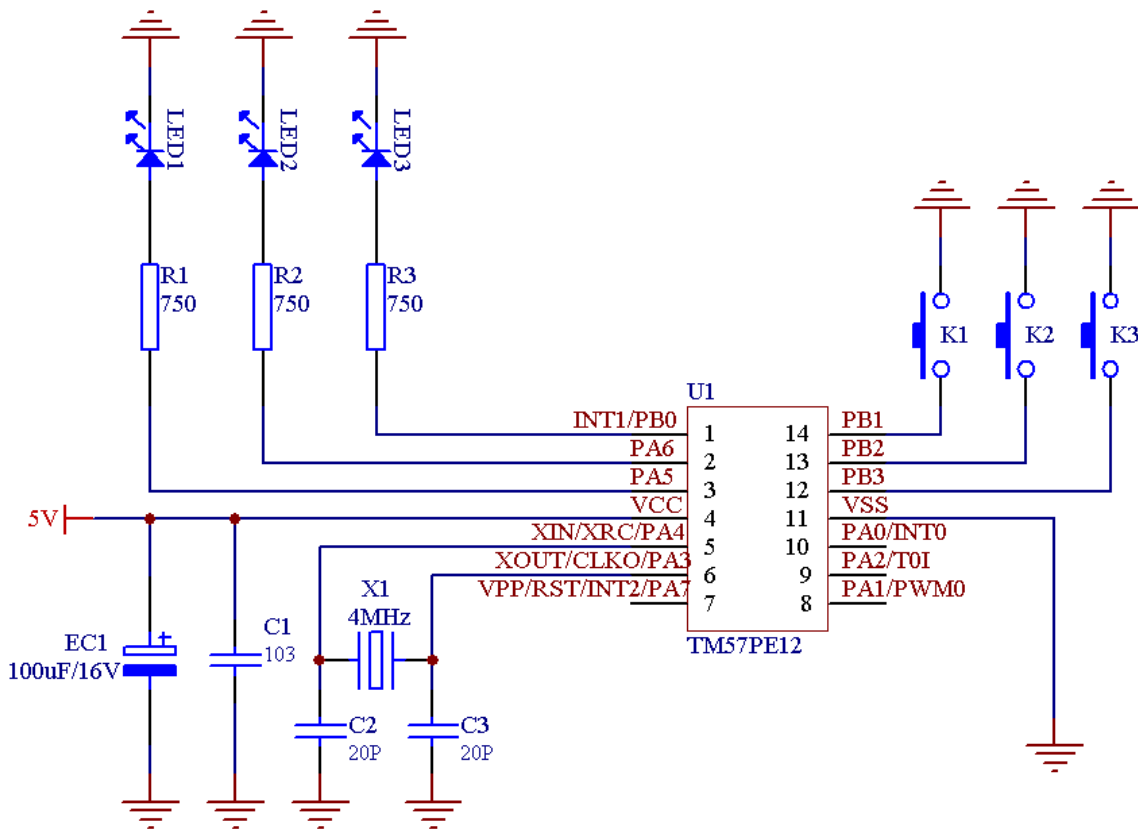 LED1
LED2
LED3
R1
750
R2
750
R3
750
K1
K2
K3
U1
INT1/PB0
1
14
PB1
PA6
2
13
PB2
PA5
3
12
PB3
5V
VCC
4
11
VSS
XIN/XRC/PA4
5
10
PA0/INT0
XOUT/CLKO/PA3
6
9
PA2/T0I
VPP/RST/INT2/PA7
7
8
PA1/PWM0
TM57PE12
X1
4MHz
EC1
+
100uF/16V
C1
103
C2
20P
C3
20P